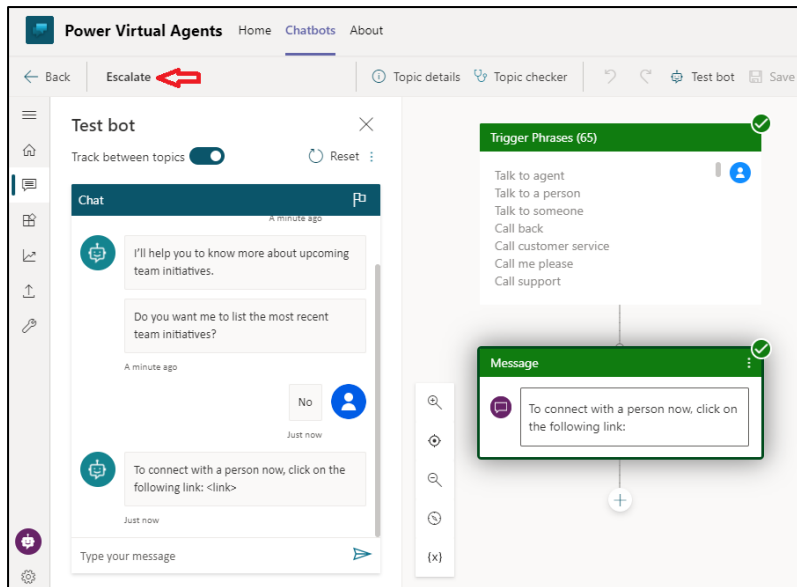 Power Virtual Agents Home Chatbots About
Back Escalate Topic details Topic checker Test bot Save
Test bot
Track between topics Reset
Chat
A minute ago
I'll help you to know more about upcoming
team initiatives.
Do you want me to list the most recent
team initiatives?
A minute ago
No
Just now
To connect with a person now, click on the
following link: <link>
Just now
Type your message
Trigger Phrases (65)
Talk to agent
Talk to a person
Talk to someone
Call back
Call customer service
Call me please
Call support
Message
To connect with a person now, click on
the following link:
{x}